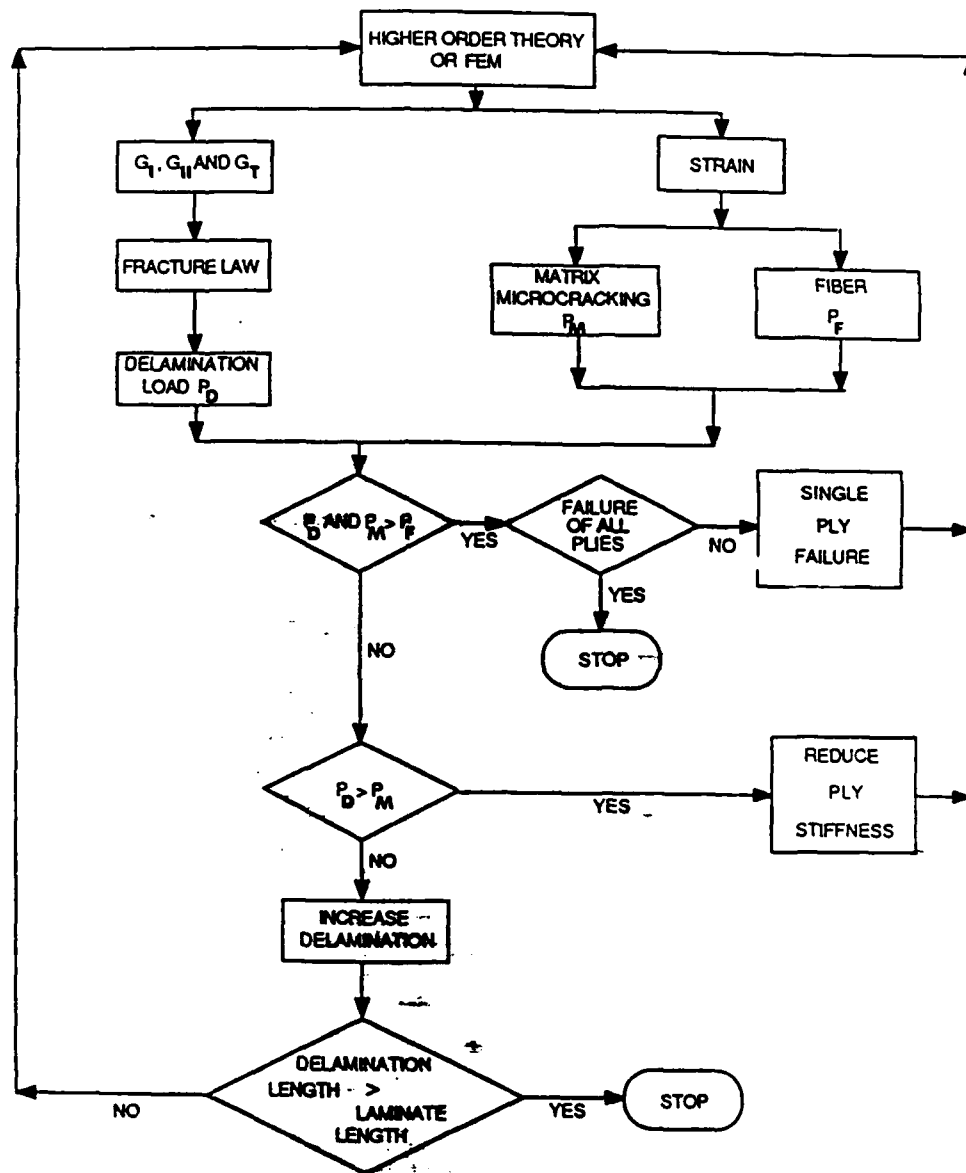 HIGHER ORDER THEORY
OR FEM
G_I, G_II AND G_T
STRAIN
FRACTURE LAW
MATRIX
MICROCRACKING
P_M
FIBER
P_F
DELAMINATION
LOAD P_D
P_D AND P_M > P_F
YES
FAILURE
OF ALL
PLIES
NO
SINGLE
PLY
FAILURE
YES
STOP
NO
P_D > P_M
YES
REDUCE
PLY
STIFFNESS
NO
INCREASE
DELAMINATION
DELAMINATION
LENGTH >
LAMINATE
LENGTH
NO
YES
STOP